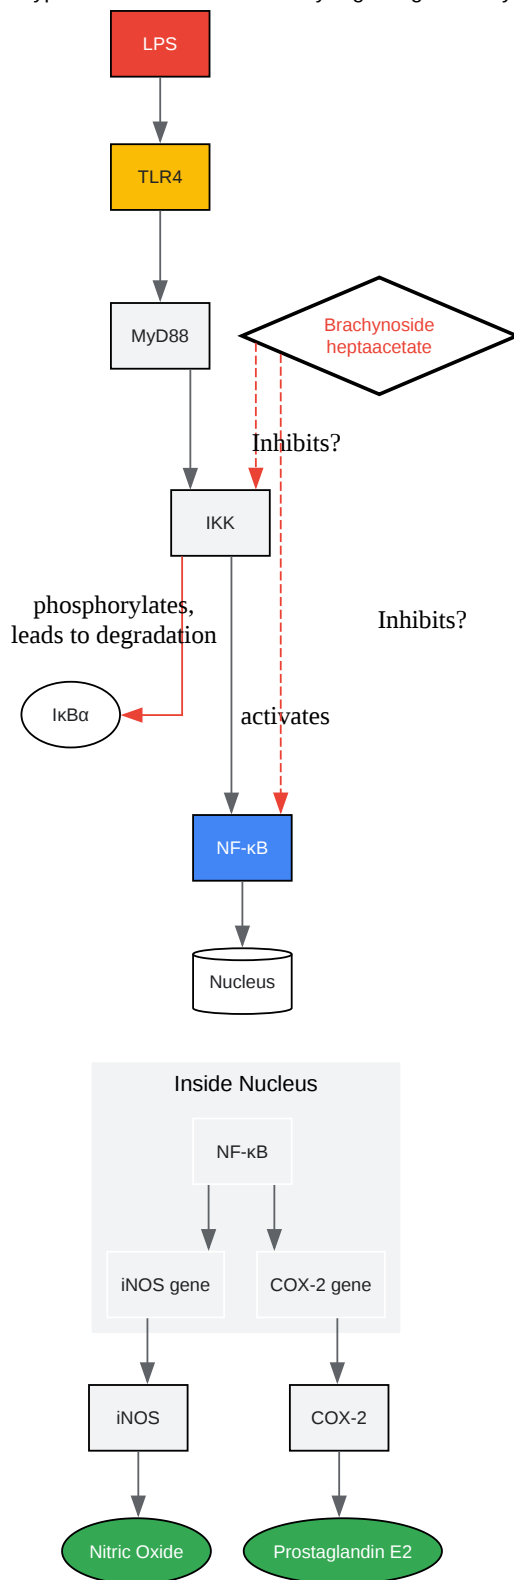 LPS
TLR4
MyD88
Brachynoside
heptaacetate
Inhibits?
IKK
phosphorylates,
leads to degradation
Inhibits?
IκBα
activates
NF-κB
Nucleus
Inside Nucleus
NF-κB
iNOS gene
COX-2 gene
iNOS
COX-2
Nitric Oxide
Prostaglandin E2